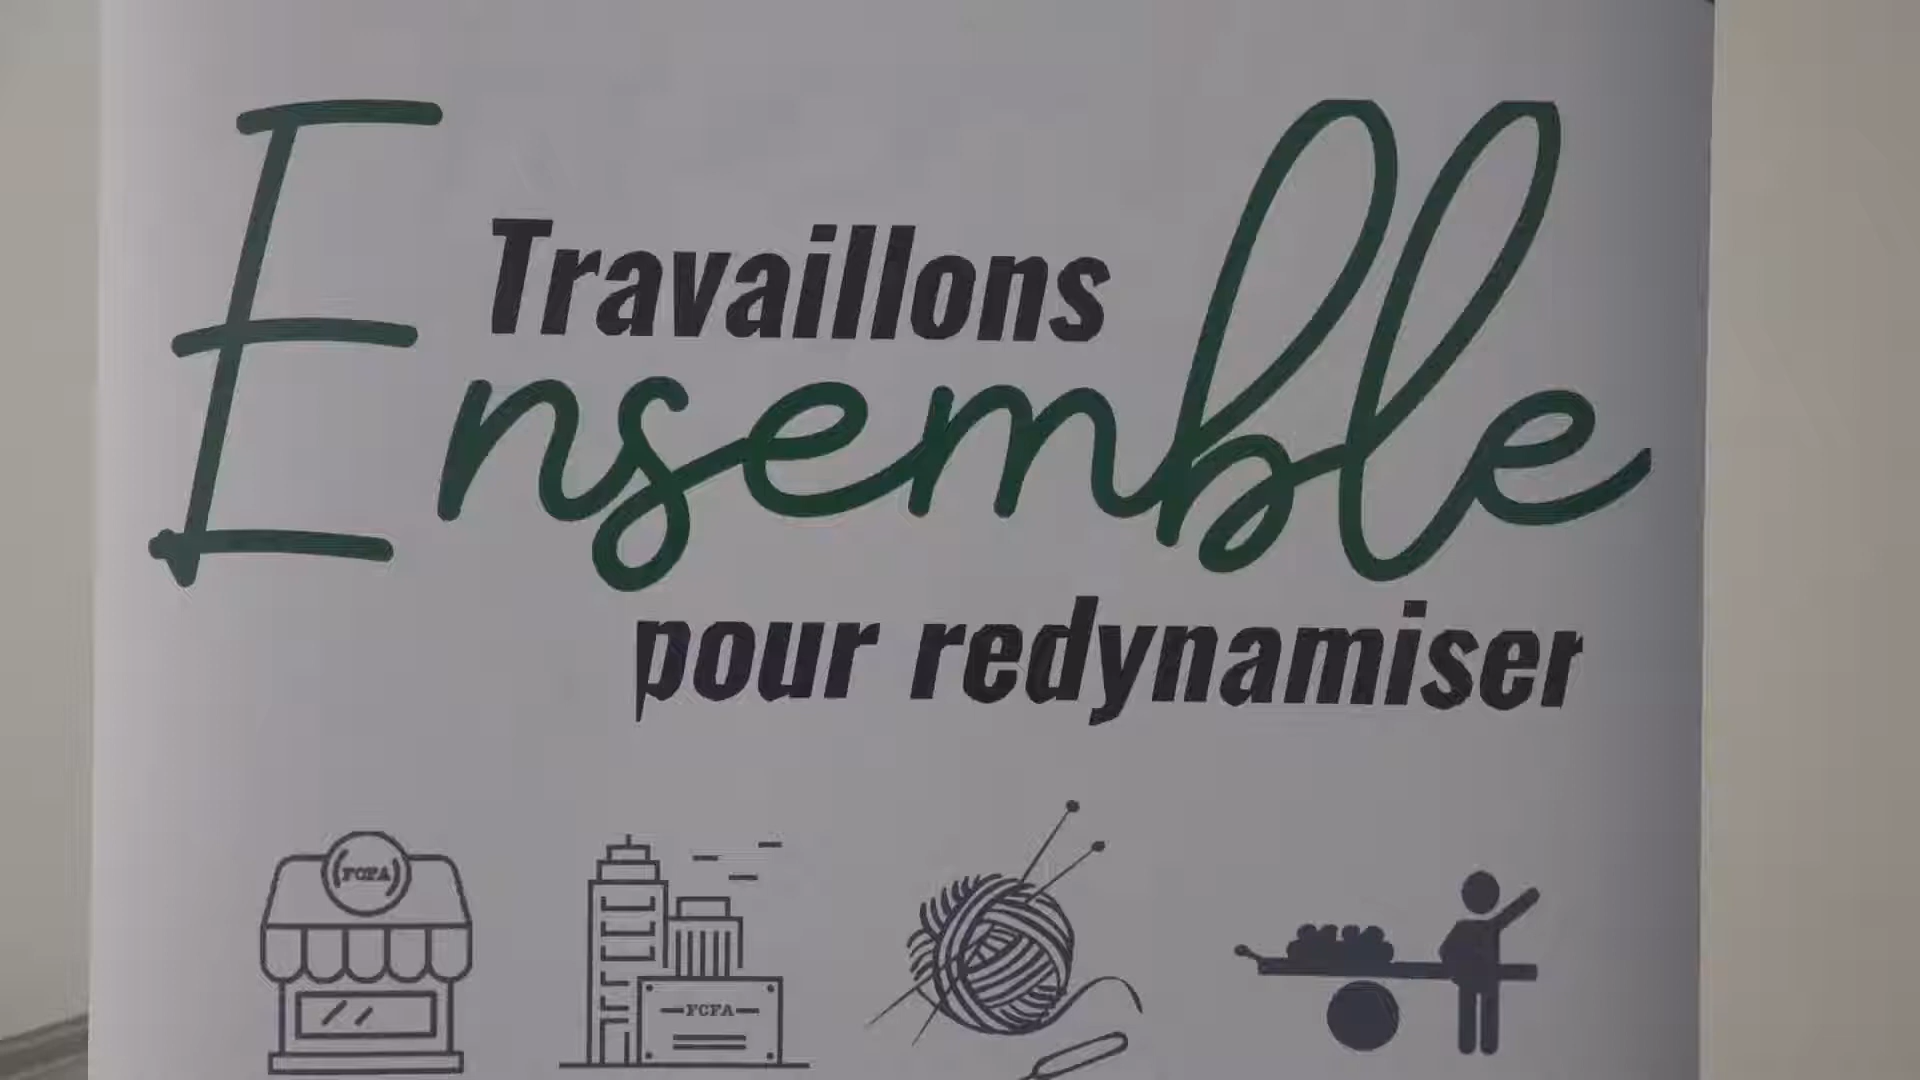 Travaillons
Ensemble
pour redynamiser
FCFA
FCFA